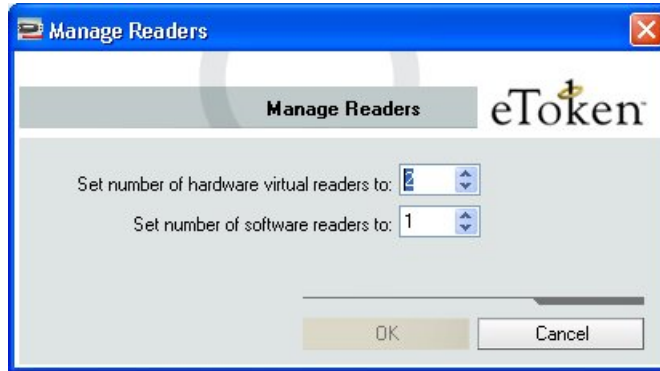 Manage Readers
Manage Readers
eToken
Set number of hardware virtual readers to: 2
Set number of software readers to: 1
OK Cancel